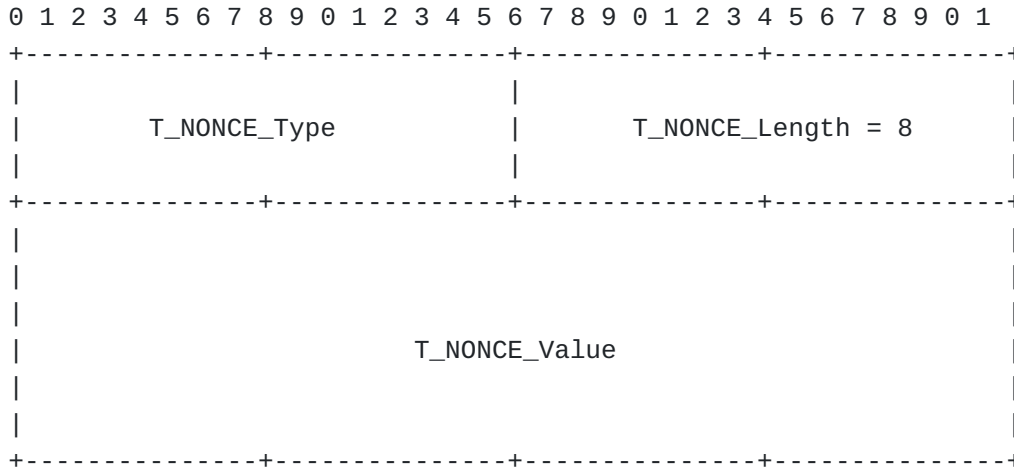 0 1 2 3 4 5 6 7 8 9 0 1 2 3 4 5 6 7 8 9 0 1 2 3 4 5 6 7 8 9 0 1
+---------------+---------------+---------------+---------------+
|                               |                               |
|        T_NONCE_Type           |       T_NONCE_Length = 8      |
|                               |                               |
+---------------+---------------+---------------+---------------+
|                                                               |
|                                                               |
|                                                               |
|                         T_NONCE_Value                         |
|                                                               |
|                                                               |
+---------------+---------------+---------------+---------------+